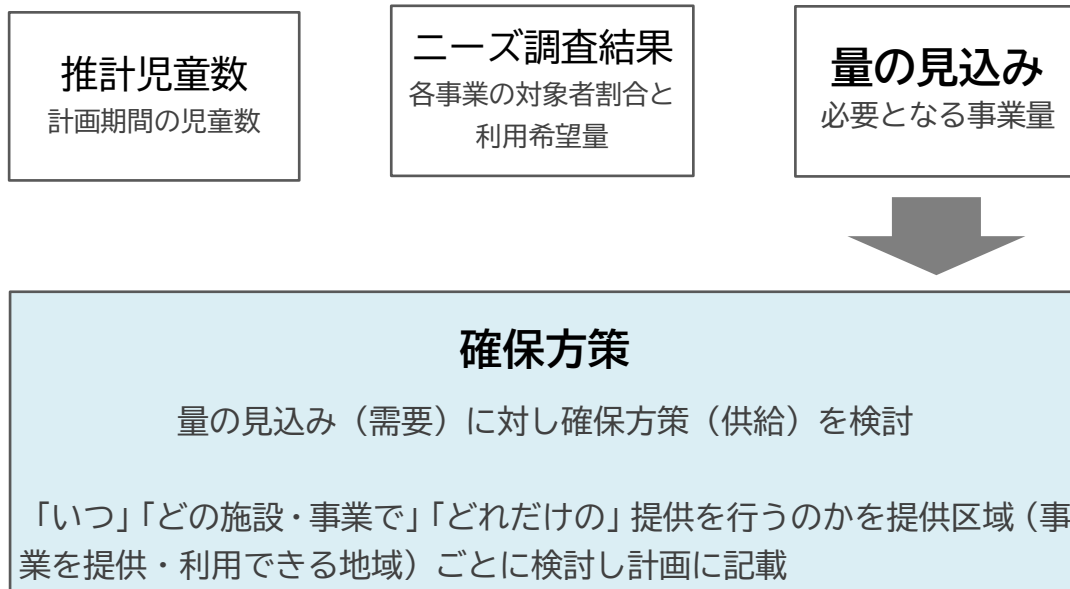 推計児童数
計画期間の児童数
ニーズ調査結果
各事業の対象者割合と
利用希望量
量の見込み
必要となる事業量
確保方策
量の見込み（需要）に対し確保方策（供給）を検討
「いつ」「どの施設・事業で」「どれだけの」提供を行うのかを提供区域（事
業を提供・利用できる地域）ごとに検討し計画に記載